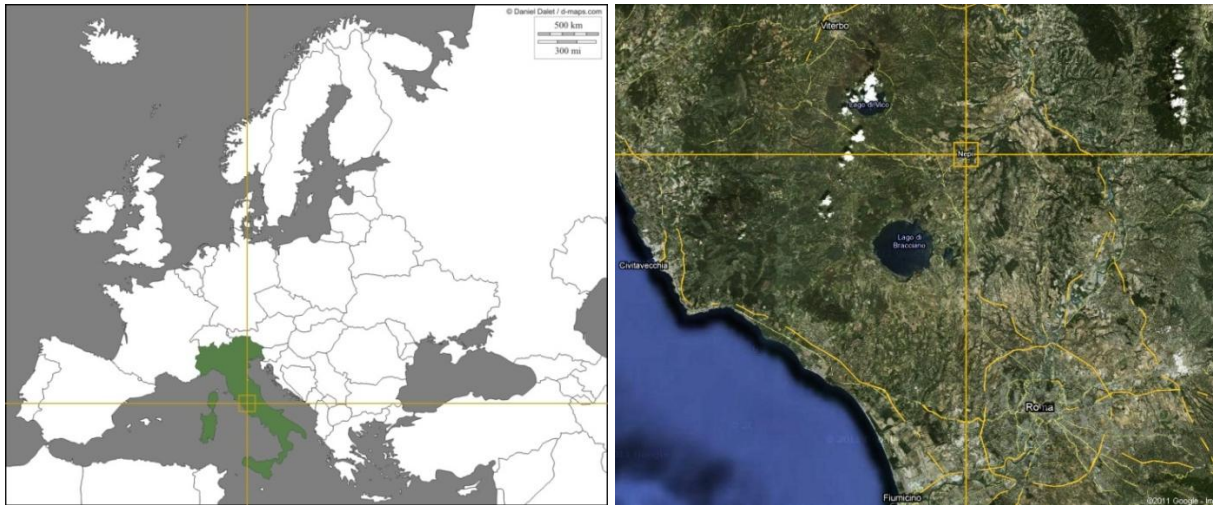 © Daniel Dalet / d-maps.com
500 km
300 mi
Viterbo
Lago di Vico
Nepi
Lago di
Bracciano
Civitavecchia
Roma
Fiumicino
©2011 Google - Im